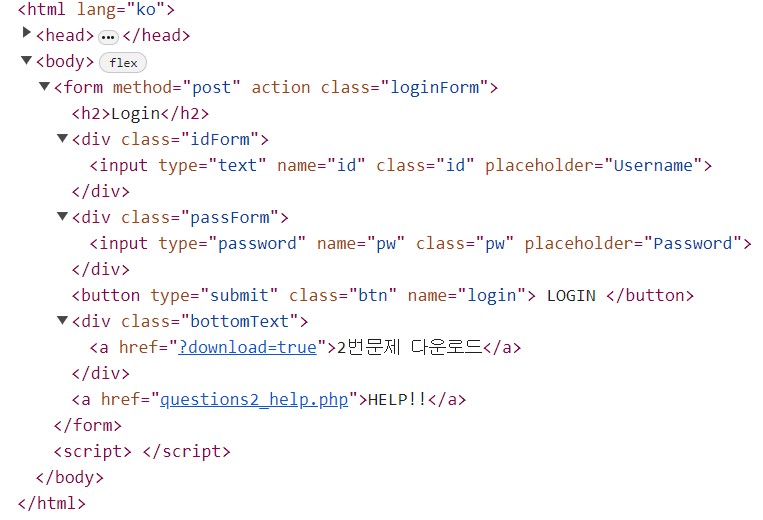 <html lang="ko">
<head> ••• </head>
<body> flex
<form method="post" action class="loginForm">
<h2>Login</h2>
<div class="idForm">
<input type="text" name="id" class="id" placeholder="Username">
</div>
<div class="passForm">
<input type="password" name="pw" class="pw" placeholder="Password">
</div>
<button type="submit" class="btn" name="login"> LOGIN </button>
<div class="bottomText">
<a href="?download=true">2번문제 다운로드</a>
</div>
<a href="questions2_help.php">HELP!!</a>
</form>
<script> </script>
</body>
</html>